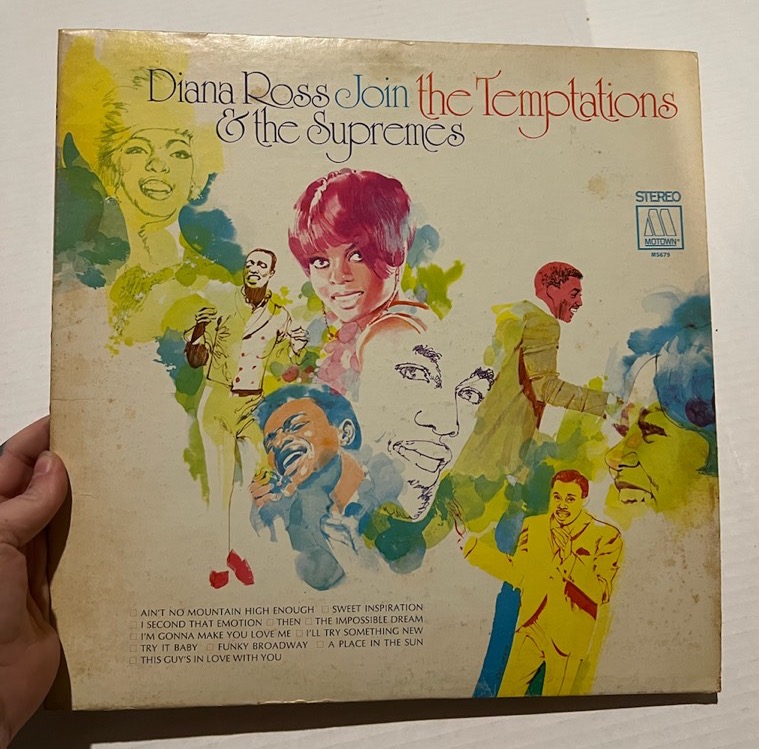 Diana Ross Join the Temptations
& the Supremes
STEREO
M
MOTOWN®
MS679
□ AIN'T NO MOUNTAIN HIGH ENOUGH □ SWEET INSPIRATION
□ I SECOND THAT EMOTION □ THEN □ THE IMPOSSIBLE DREAM
□ I'M GONNA MAKE YOU LOVE ME □ I'LL TRY SOMETHING NEW
□ TRY IT BABY □ FUNKY BROADWAY □ A PLACE IN THE SUN
□ THIS GUY'S IN LOVE WITH YOU